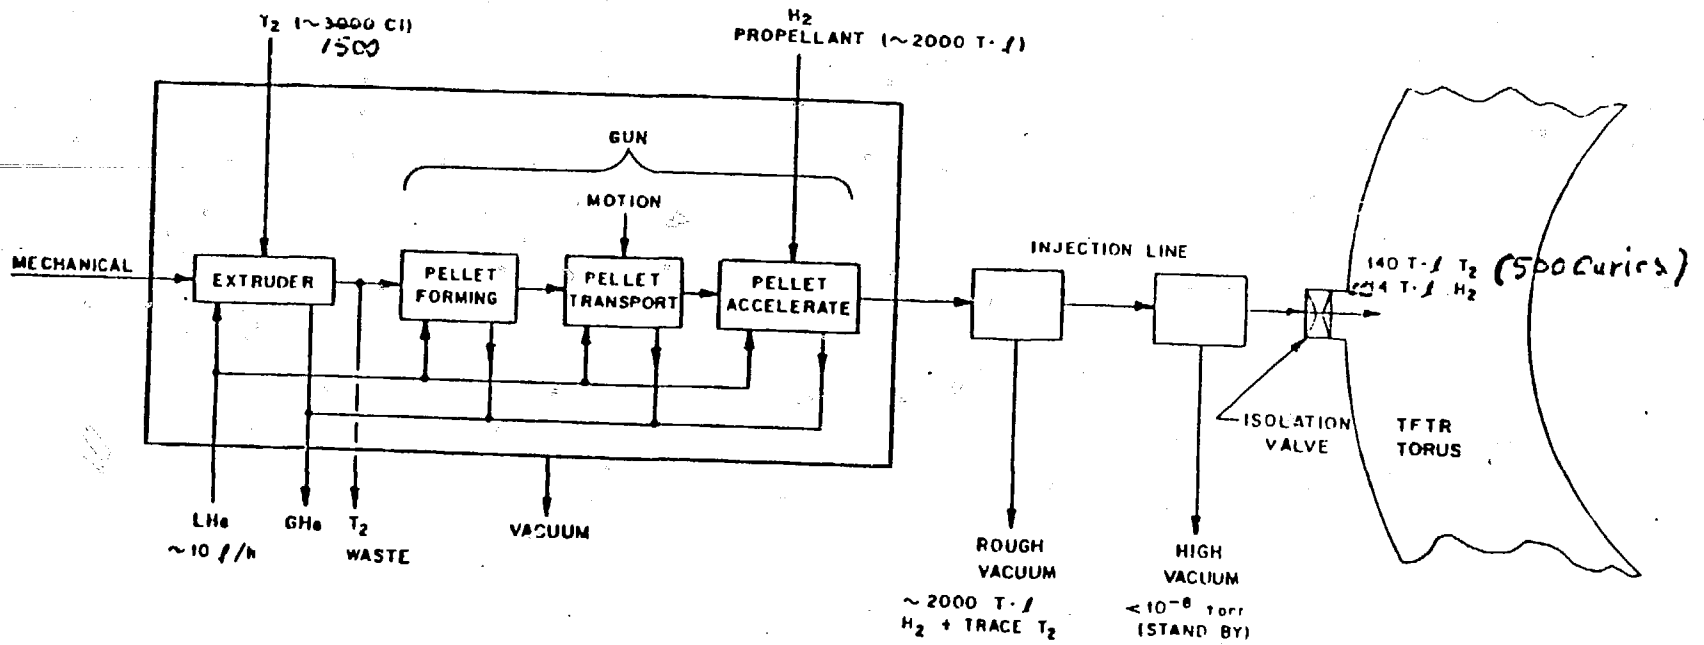 T₂ (~3000 CI)
1500
H₂
PROPELLANT (~2000 T·ℓ)
GUN
MOTION
MECHANICAL
EXTRUDER
PELLET
FORMING
PELLET
TRANSPORT
PELLET
ACCELERATE
INJECTION LINE
140 T·ℓ T₂ (500 Curies)
14 T·ℓ H₂
ISOLATION
VALVE
TFTR
TORUS
LHe
~10 ℓ/h
GHe
T₂
WASTE
VACUUM
ROUGH
VACUUM
~2000 T·ℓ
H₂ + TRACE T₂
HIGH
VACUUM
torr
(STAND BY)